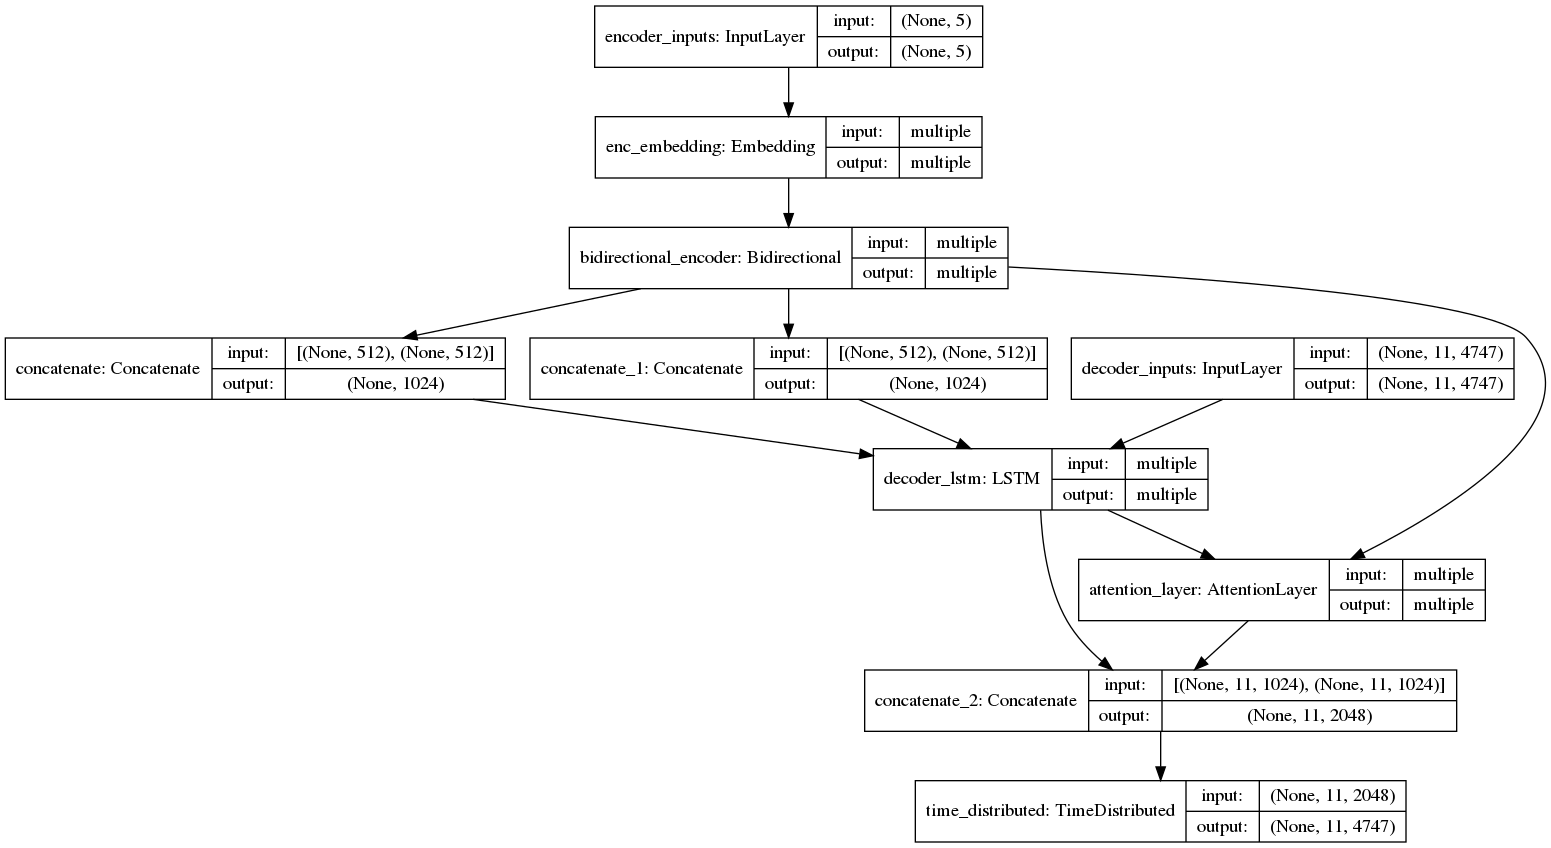 encoder_inputs: InputLayer
input:
(None, 5)
output:
(None, 5)
enc_embedding: Embedding
input:
multiple
output:
multiple
bidirectional_encoder: Bidirectional
input:
multiple
output:
multiple
concatenate: Concatenate
input:
[(None, 512), (None, 512)]
output:
(None, 1024)
concatenate_1: Concatenate
input:
[(None, 512), (None, 512)]
output:
(None, 1024)
decoder_inputs: InputLayer
input:
(None, 11, 4747)
output:
(None, 11, 4747)
decoder_lstm: LSTM
input:
multiple
output:
multiple
attention_layer: AttentionLayer
input:
multiple
output:
multiple
concatenate_2: Concatenate
input:
[(None, 11, 1024), (None, 11, 1024)]
output:
(None, 11, 2048)
time_distributed: TimeDistributed
input:
(None, 11, 2048)
output:
(None, 11, 4747)